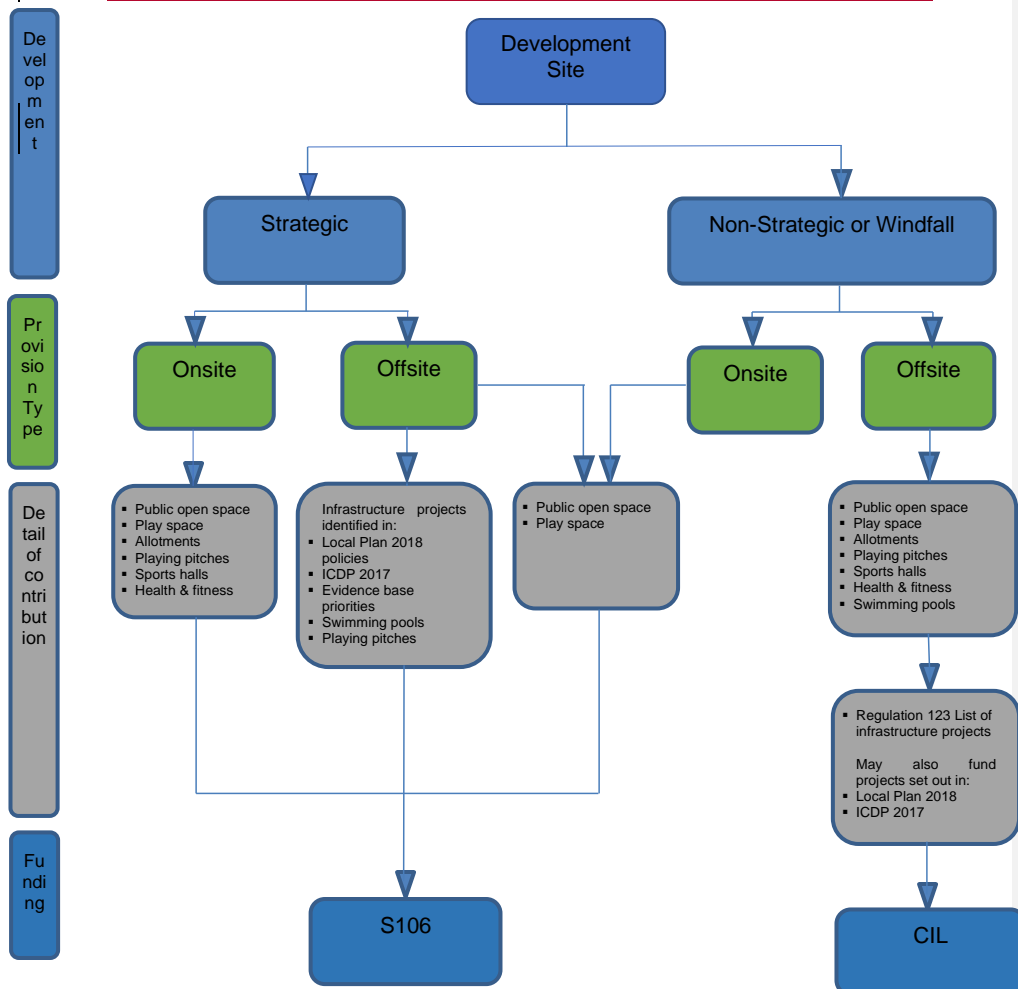 De
vel
op
m
en
t
Development
Site
Strategic
Non-Strategic or Windfall
Pr
ovi
sio
n
Ty
pe
Onsite
Offsite
Onsite
Offsite
De
tail
of
co
ntri
but
ion
▪ Public open space
▪ Play space
▪ Allotments
▪ Playing pitches
▪ Sports halls
▪ Health & fitness
Infrastructure projects
identified in:
▪ Local Plan 2018
policies
▪ ICDP 2017
▪ Evidence base
priorities
▪ Swimming pools
▪ Playing pitches
▪ Public open space
▪ Play space
▪ Public open space
▪ Play space
▪ Allotments
▪ Playing pitches
▪ Sports halls
▪ Health & fitness
▪ Swimming pools
▪ Regulation 123 List of
infrastructure projects
May also fund
projects set out in:
▪ Local Plan 2018
▪ ICDP 2017
Fu
ndi
ng
S106
CIL